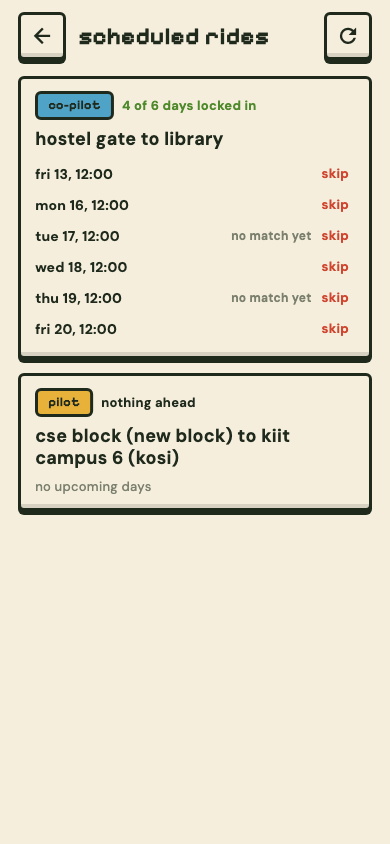 scheduled rides
co-pilot 4 of 6 days locked in
hostel gate to library
fri 13, 12:00 skip
mon 16, 12:00 skip
tue 17, 12:00 no match yet skip
wed 18, 12:00 skip
thu 19, 12:00 no match yet skip
fri 20, 12:00 skip
pilot nothing ahead
cse block (new block) to kiit
campus 6 (kosi)
no upcoming days